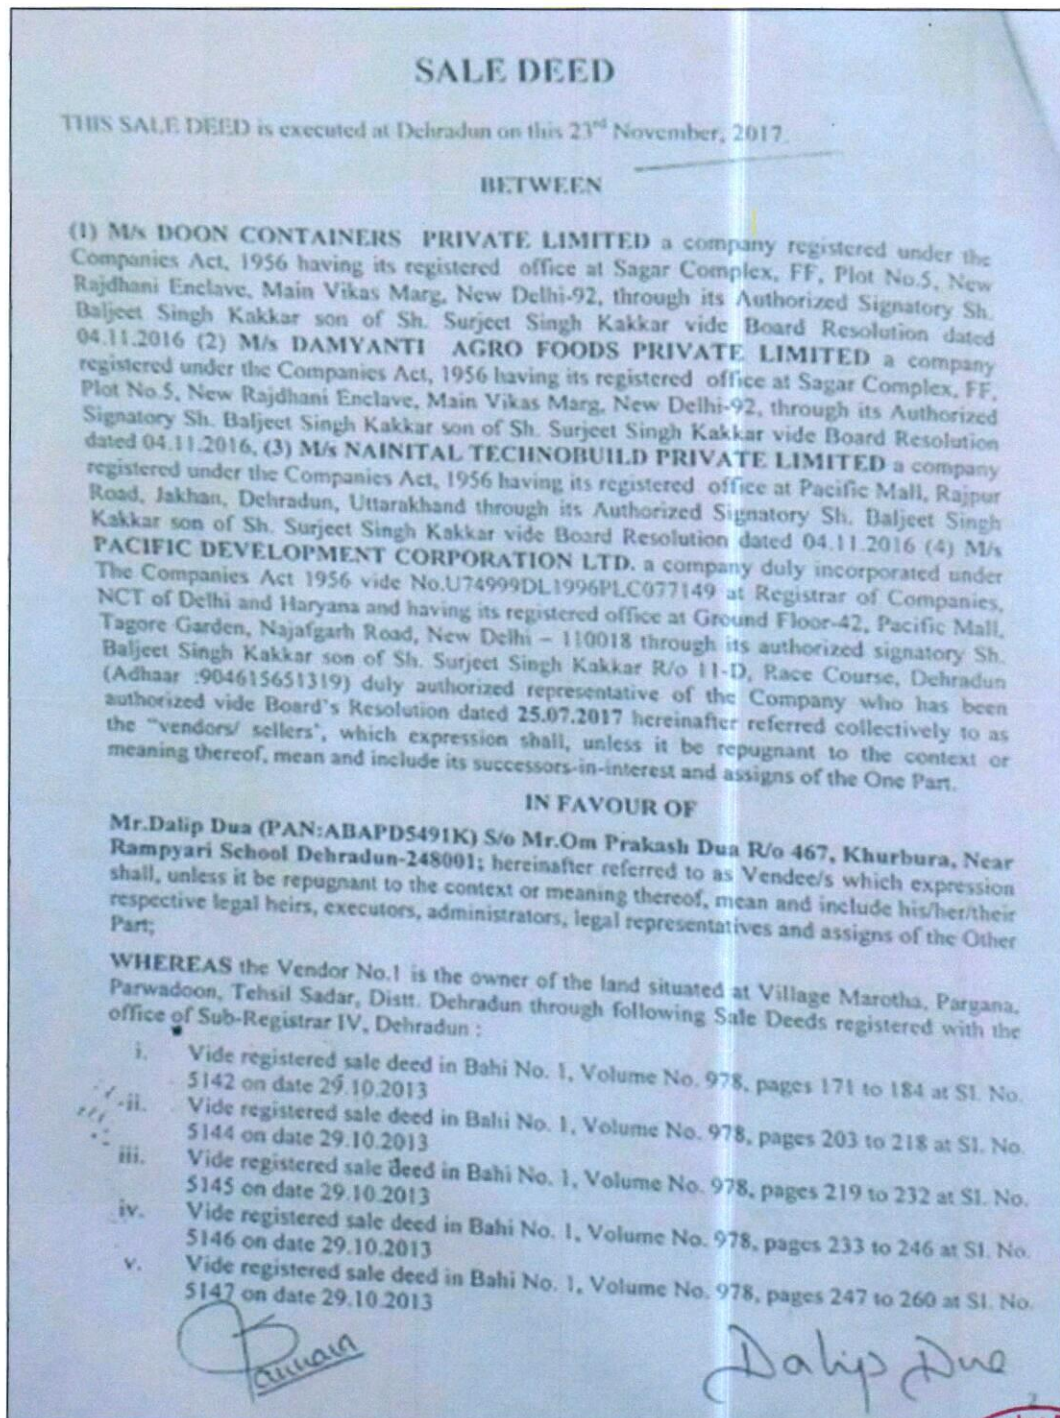 SALE DEED
THIS SALE DEED is executed at Dehradun on this 23rd November, 2017.
BETWEEN
(1) M/s DOON CONTAINERS PRIVATE LIMITED a company registered under the
Companies Act, 1956 having its registered office at Sagar Complex, FF, Plot No.5, New
Rajdhani Enclave, Main Vikas Marg, New Delhi-92, through its Authorized Signatory Sh.
Baljeet Singh Kakkar son of Sh. Surjeet Singh Kakkar vide Board Resolution dated
04.11.2016 (2) M/s DAMYANTI AGRO FOODS PRIVATE LIMITED a company
registered under the Companies Act, 1956 having its registered office at Sagar Complex, FF,
Plot No.5, New Rajdhani Enclave, Main Vikas Marg, New Delhi-92, through its Authorized
Signatory Sh. Baljeet Singh Kakkar son of Sh. Surjeet Singh Kakkar vide Board Resolution
dated 04.11.2016, (3) M/s NAINITAL TECHNOBUILD PRIVATE LIMITED a company
registered under the Companies Act, 1956 having its registered office at Pacific Mall, Rajpur
Road, Jakhan, Dehradun, Uttarakhand through its Authorized Signatory Sh. Baljeet Singh
Kakkar son of Sh. Surjeet Singh Kakkar vide Board Resolution dated 04.11.2016 (4) M/s
PACIFIC DEVELOPMENT CORPORATION LTD. a company duly incorporated under
The Companies Act 1956 vide No.U74999DL1996PLC077149 at Registrar of Companies,
NCT of Delhi and Haryana and having its registered office at Ground Floor-42, Pacific Mall,
Tagore Garden, Najafgarh Road, New Delhi – 110018 through its authorized signatory Sh.
Baljeet Singh Kakkar son of Sh. Surjeet Singh Kakkar R/o 11-D, Race Course, Dehradun
(Adhaar :904615651319) duly authorized representative of the Company who has been
authorized vide Board's Resolution dated 25.07.2017 hereinafter referred collectively to as
the "vendors/ sellers', which expression shall, unless it be repugnant to the context or
meaning thereof, mean and include its successors-in-interest and assigns of the One Part.
IN FAVOUR OF
Mr.Dalip Dua (PAN:ABAPD5491K) S/o Mr.Om Prakash Dua R/o 467, Khurbura, Near
Rampyari School Dehradun-248001; hereinafter referred to as Vendee/s which expression
shall, unless it be repugnant to the context or meaning thereof, mean and include his/her/their
respective legal heirs, executors, administrators, legal representatives and assigns of the Other
Part;
WHEREAS the Vendor No.1 is the owner of the land situated at Village Marotha, Pargana,
Parwadoon, Tehsil Sadar, Distt. Dehradun through following Sale Deeds registered with the
office of Sub-Registrar IV, Dehradun :
i. Vide registered sale deed in Bahi No. 1, Volume No. 978, pages 171 to 184 at Sl. No.
5142 on date 29.10.2013
ii. Vide registered sale deed in Bahi No. 1, Volume No. 978, pages 203 to 218 at Sl. No.
5144 on date 29.10.2013
iii. Vide registered sale deed in Bahi No. 1, Volume No. 978, pages 219 to 232 at Sl. No.
5145 on date 29.10.2013
iv. Vide registered sale deed in Bahi No. 1, Volume No. 978, pages 233 to 246 at Sl. No.
5146 on date 29.10.2013
v. Vide registered sale deed in Bahi No. 1, Volume No. 978, pages 247 to 260 at Sl. No.
5147 on date 29.10.2013
Dalip Dua
2